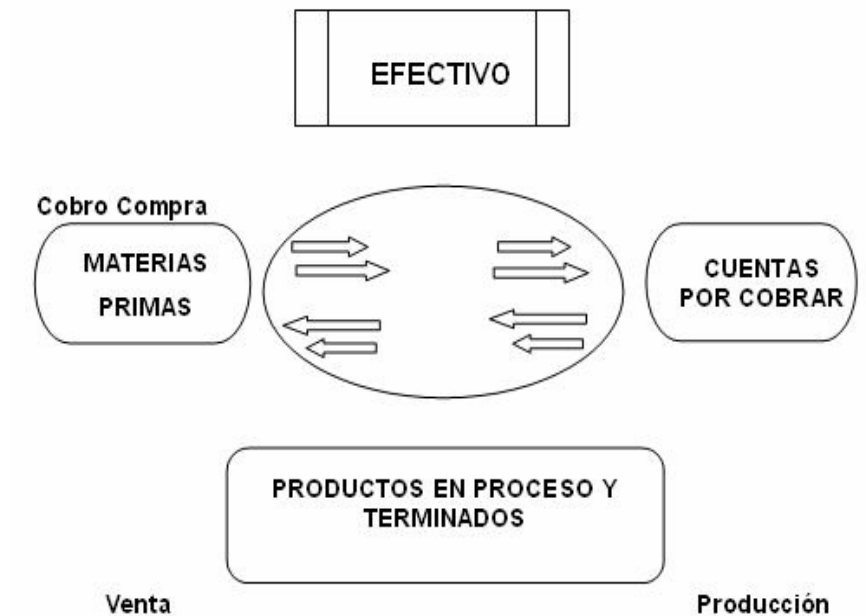 EFECTIVO
Cobro Compra
MATERIAS
PRIMAS
CUENTAS
POR COBRAR
PRODUCTOS EN PROCESO Y
TERMINADOS
Venta
Producción